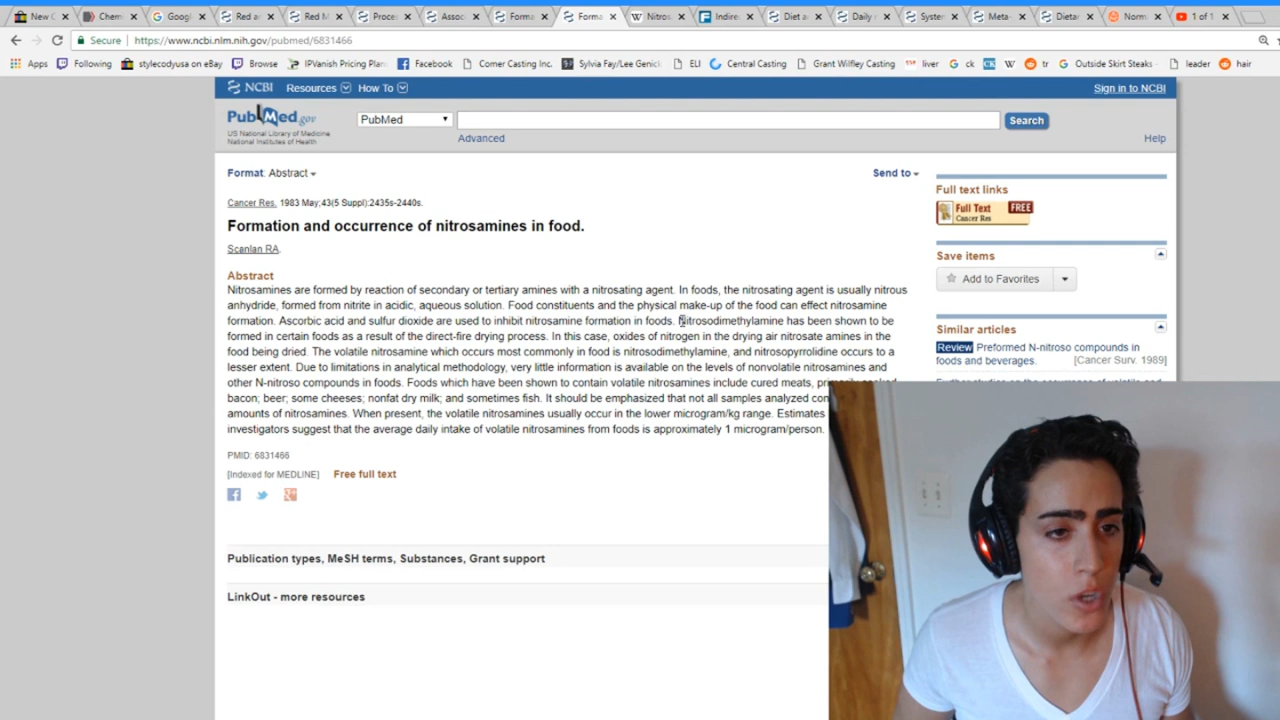 New C
Chem
Googl
Red a
Red M
Proce
Assoc
Forma
Forma
Nitros
Indire
Diet a
Daily
System
Meta-
Dietar
Norm
1 of 1
Secure
https://www.ncbi.nlm.nih.gov/pubmed/6831466
Apps Following stylecodyusa on eBay Browse IPVanish Pricing Plan Facebook Corner Casting Inc. Sylvia Fay/Lee Genick ELI Central Casting Grant Wilfley Casting liver ck W tr Outside Skirt Steaks - leader hair
NCBI Resources How To Sign in to NCBI
PubMed.gov
US National Library of Medicine
National Institutes of Health
PubMed
Search
Advanced
Help
Format: Abstract
Send to
Cancer Res. 1983 May;43(5 Suppl):2435s-2440s.
Formation and occurrence of nitrosamines in food.
Scanlan RA.
Abstract
Nitrosamines are formed by reaction of secondary or tertiary amines with a nitrosating agent. In foods, the nitrosating agent is usually nitrous
anhydride, formed from nitrite in acidic, aqueous solution. Food constituents and the physical make-up of the food can effect nitrosamine
formation. Ascorbic acid and sulfur dioxide are used to inhibit nitrosamine formation in foods. Nitrosodimethylamine has been shown to be
formed in certain foods as a result of the direct-fire drying process. In this case, oxides of nitrogen in the drying air nitrosate amines in the
food being dried. The volatile nitrosamine which occurs most commonly in food is nitrosodimethylamine, and nitrosopyrrolidine occurs to a
lesser extent. Due to limitations in analytical methodology, very little information is available on the levels of nonvolatile nitrosamines and
other N-nitroso compounds in foods. Foods which have been shown to contain volatile nitrosamines include cured meats, primarily cooked
bacon; beer; some cheeses; nonfat dry milk; and sometimes fish. It should be emphasized that not all samples analyzed con
amounts of nitrosamines. When present, the volatile nitrosamines usually occur in the lower microgram/kg range. Estimates
investigators suggest that the average daily intake of volatile nitrosamines from foods is approximately 1 microgram/person.
PMID: 6831466
[Indexed for MEDLINE] Free full text
Publication types, MeSH terms, Substances, Grant support
LinkOut - more resources
Full text links
Full Text FREE
Cancer Res
Save items
Add to Favorites
Similar articles
Review Preformed N-nitroso compounds in
foods and beverages. [Cancer Surv. 1989]